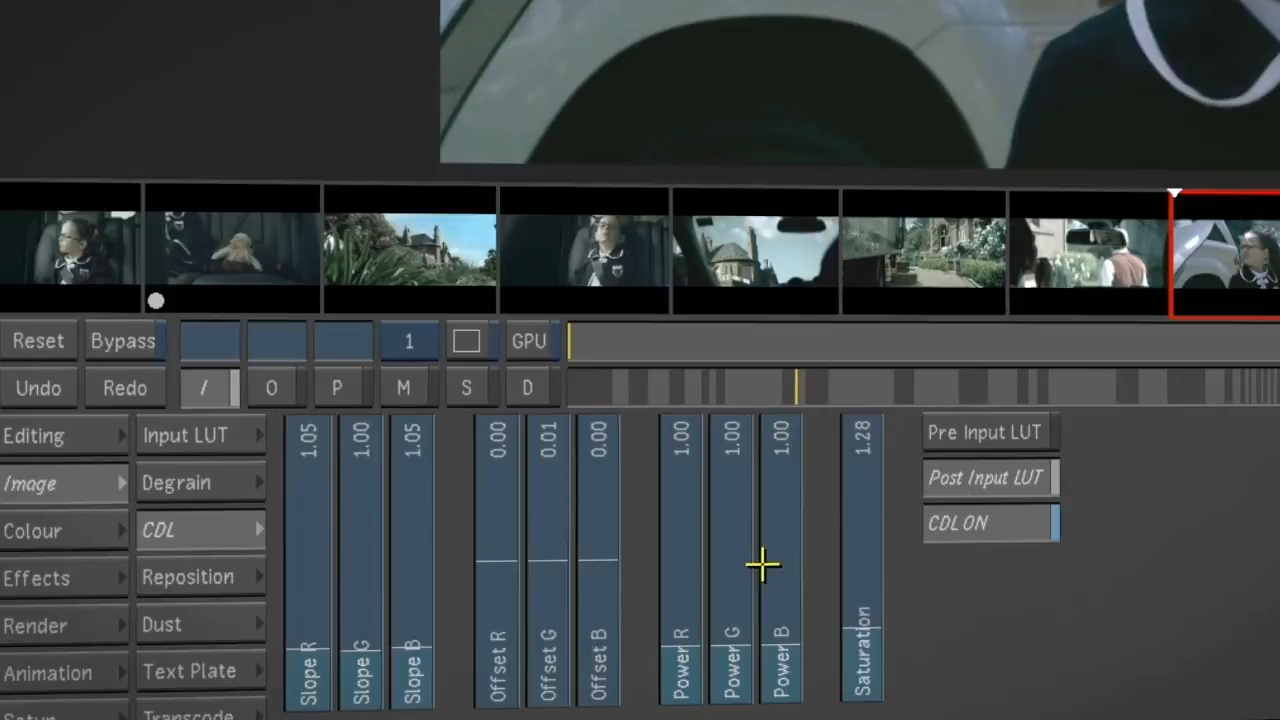 Reset Bypass 1 GPU
Undo Redo / O P M S D
Editing Input LUT 1.05 1.00 1.05 0.00 0.01 0.00 1.00 1.00 1.00 1.28 Pre Input LUT
Image Degrain Post Input LUT
Colour CDL CDL ON
Effects Reposition
Render Dust
Animation Text Plate
Slope R Slope G Slope B Offset R Offset G Offset B Power R Power G Power B Saturation
Setup Transcode